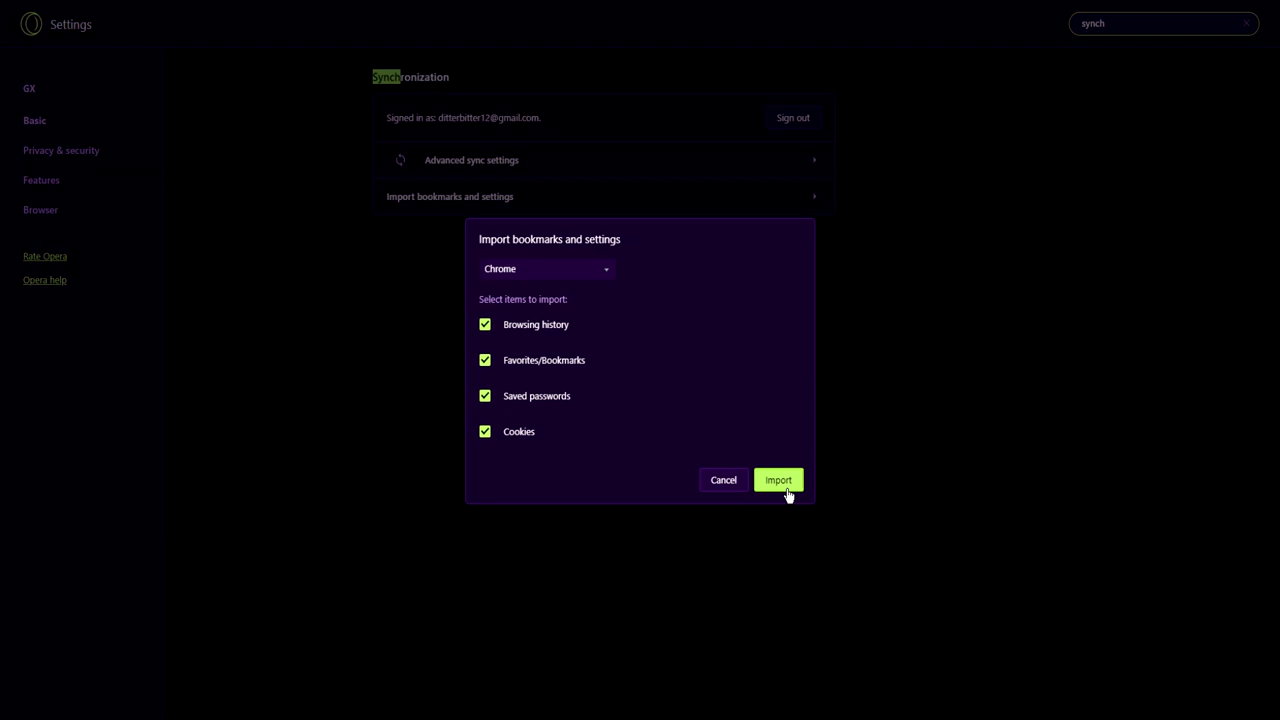 Settings
synch
GX
Basic
Privacy & security
Features
Browser
Rate Opera
Opera help
Synchronization
Signed in as: ditterbitter12@gmail.com.
Sign out
Advanced sync settings
Import bookmarks and settings
Import bookmarks and settings
Chrome
Select items to import:
Browsing history
Favorites/Bookmarks
Saved passwords
Cookies
Cancel
Import